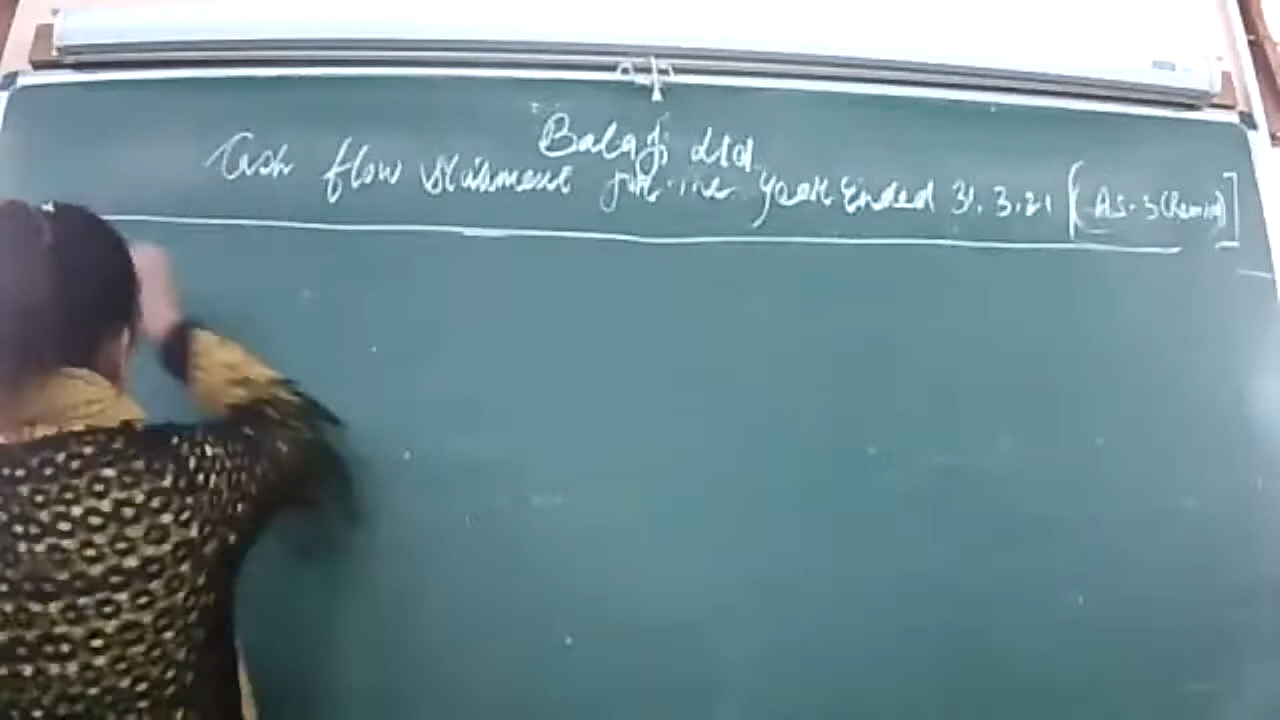 Balaji Ltd.
Cash flow statement for the year Ended 31.3.21 [AS-3(Revised)]